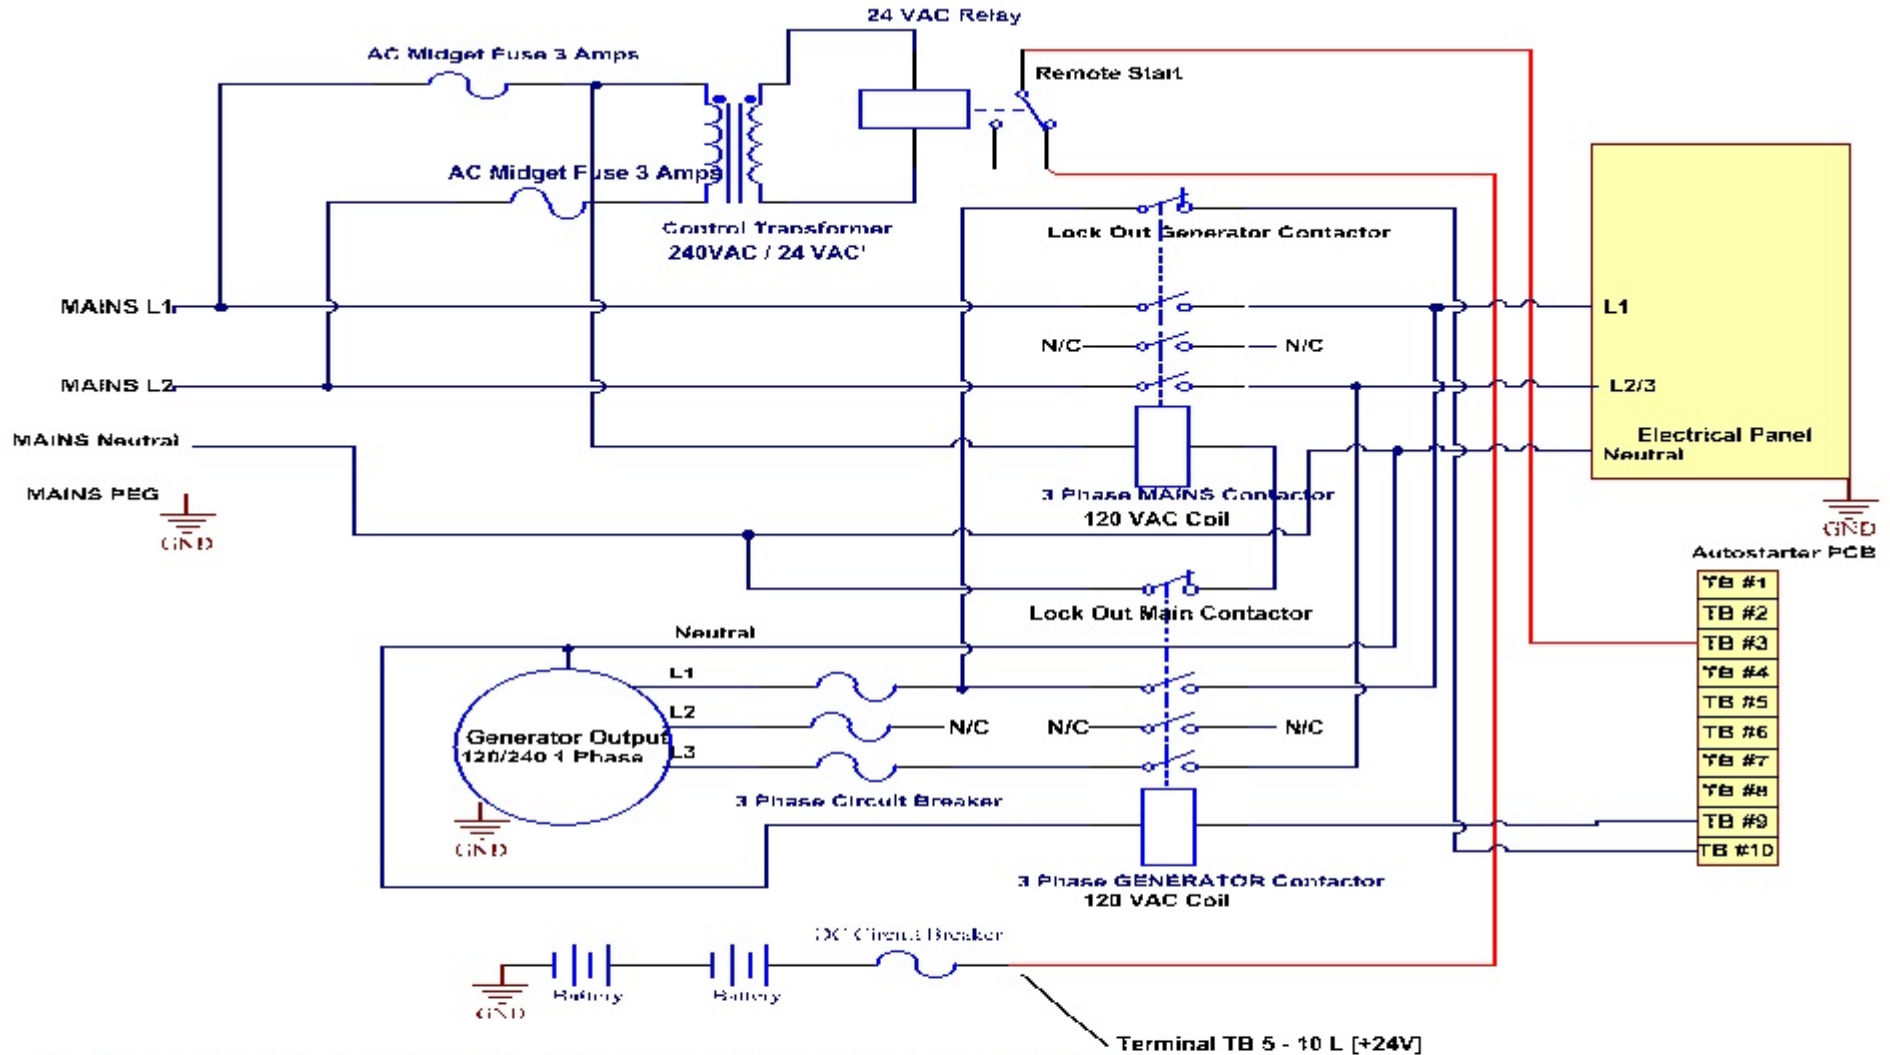 24 VAC Relay
AC Midget Fuse 3 Amps
Remote Start
AC Midget Fuse 3 Amps
Control Transformer
240VAC / 24 VAC'
Lock Out Generator Contactor
MAINS L1
L1
N/C
N/C
MAINS L2
L2/3
MAINS Neutral
Electrical Panel
Neutral
MAINS PEG
3 Phase MAINS Contactor
120 VAC Coil
GND
GND
Autostarter PCB
TB #1
Lock Out Main Contactor
TB #2
Neutral
TB #3
L1
TB #4
TB #5
L2
N/C
N/C
N/C
TB #6
Generator Output
120/240 1 Phase
L3
TB #7
TB #8
3 Phase Circuit Breaker
TB #9
GND
TB #10
3 Phase GENERATOR Contactor
120 VAC Coil
DC Circuit Breaker
Battery
Battery
GND
Terminal TB 5 - 10 L [+24V]